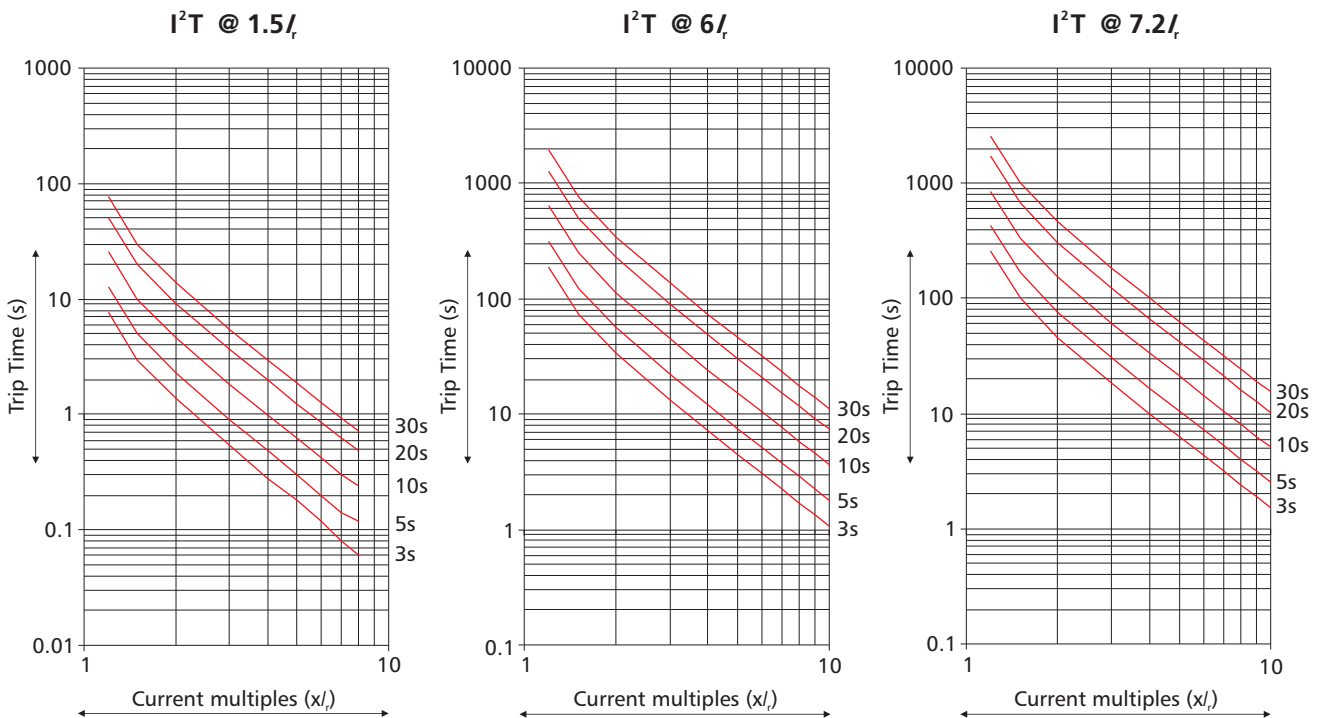 I²T @ 1.5Iᵣ
1000
100
10
1
0.1
0.01
Trip Time (s)
30s
20s
10s
5s
3s
1
10
Current multiples (xIᵣ)
I²T @ 6Iᵣ
10000
1000
100
10
1
0.1
Trip Time (s)
30s
20s
10s
5s
3s
1
10
Current multiples (xIᵣ)
I²T @ 7.2Iᵣ
10000
1000
100
10
1
0.1
Trip Time (s)
30s
20s
10s
5s
3s
1
10
Current multiples (xIᵣ)